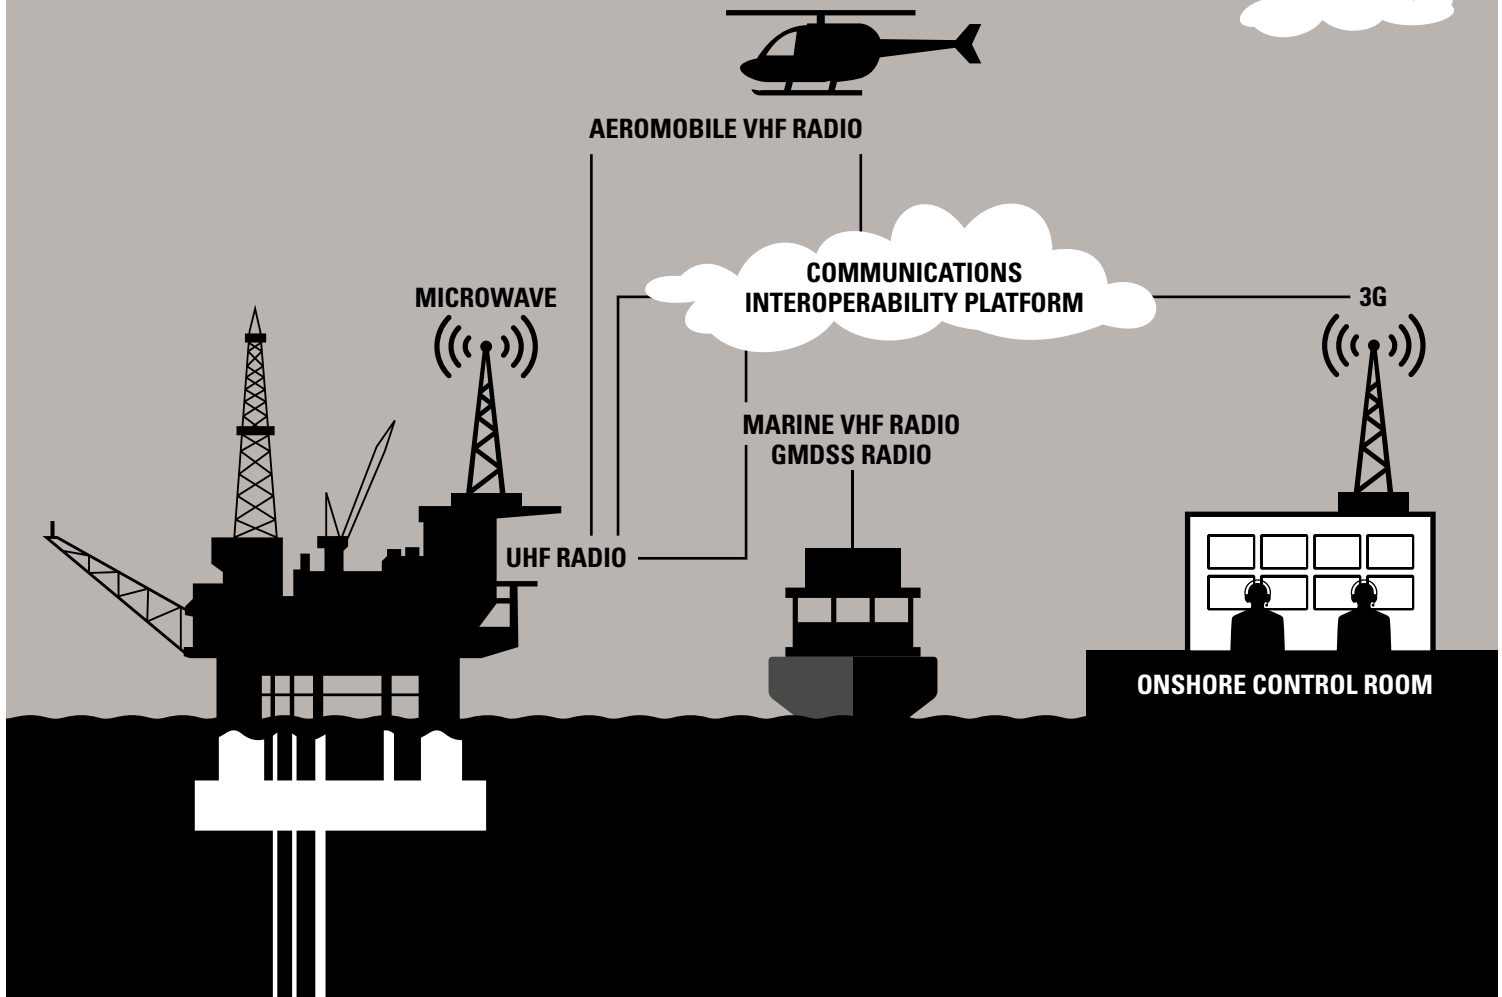 AEROMOBILE VHF RADIO
COMMUNICATIONS
INTEROPERABILITY PLATFORM
MICROWAVE
3G
MARINE VHF RADIO
GMDSS RADIO
UHF RADIO
ONSHORE CONTROL ROOM